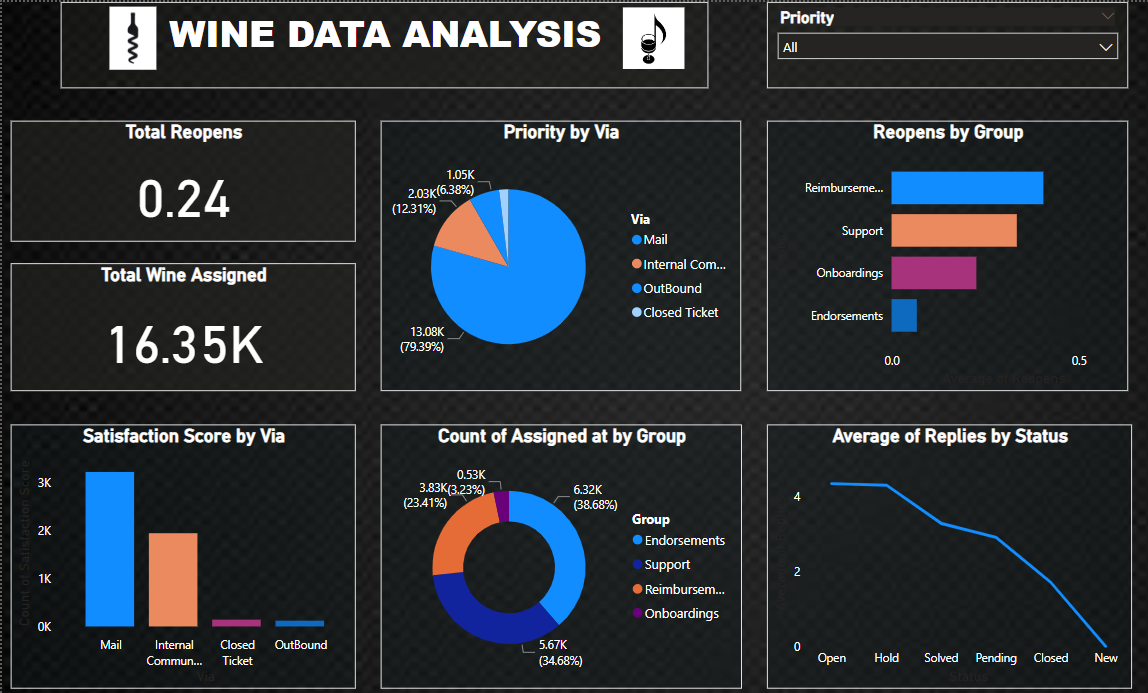 WINE DATA ANALYSIS
Priority
All
Total Reopens
0.24
Total Wine Assigned
16.35K
Priority by Via
1.05K
(6.38%)
2.03K
(12.31%)
13.08K
(79.39%)
Via
Mail
Internal Com...
OutBound
Closed Ticket
Reopens by Group
Reimburseme...
Support
Onboardings
Endorsements
0.0
0.5
Average of Reopens
Satisfaction Score by Via
Count of Satisfaction Score
3K
2K
1K
0K
Mail
Internal
Commun...
Closed
Ticket
OutBound
Via
Count of Assigned at by Group
0.53K
(3.23%)
3.83K
(23.41%)
6.32K
(38.68%)
5.67K
(34.68%)
Group
Endorsements
Support
Reimbursem...
Onboardings
Average of Replies by Status
4
2
0
Open
Hold
Solved
Pending
Closed
New
Status